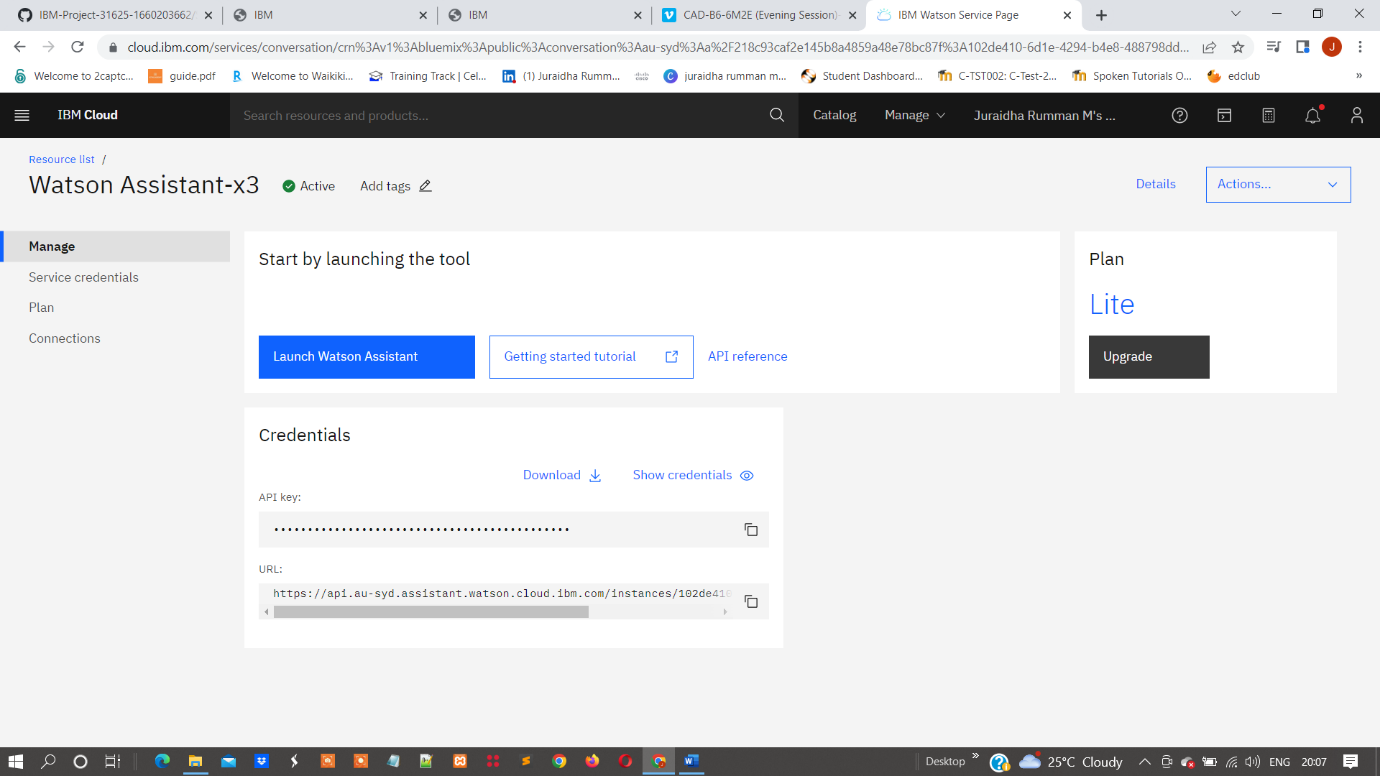 IBM-Project-31625-1660203662/
IBM
IBM
CAD-B6-6M2E (Evening Session)
IBM Watson Service Page
cloud.ibm.com/services/conversation/crn%3Av1%3Abluemix%3Apublic%3Aconversation%3Aau-syd%3Aa%2F218c93caf2e145b8a4859a48e78bc87f%3A102de410-6d1e-4294-b4e8-488798dd...
J
Welcome to 2captc...
guide.pdf
Welcome to Waikiki...
Training Track | Cel...
(1) Juraidha Rumm...
juraidha rumman m...
Student Dashboard...
C-TST002: C-Test-2...
Spoken Tutorials O...
edclub
»
IBM Cloud
Search resources and products...
Catalog
Manage
Juraidha Rumman M's ...
Resource list /
Watson Assistant-x3
Active
Add tags
Details
Actions...
Manage
Service credentials
Plan
Connections
Start by launching the tool
Launch Watson Assistant
Getting started tutorial
API reference
Plan
Lite
Upgrade
Credentials
Download
Show credentials
API key:
URL:
https://api.au-syd.assistant.watson.cloud.ibm.com/instances/102de410
Desktop
»
25°C Cloudy
ENG
20:07